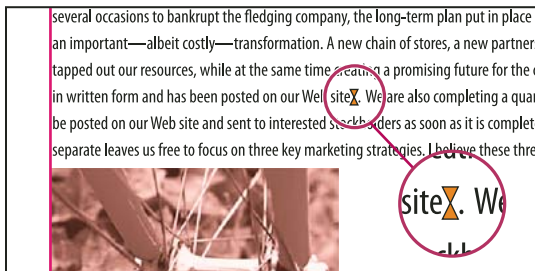 several occasions to bankrupt the fledging company, the long-term plan put in place
an important—albeit costly—transformation. A new chain of stores, a new partner
tapped out our resources, while at the same time creating a promising future for the
in written form and has been posted on our Web site. We are also completing a quar
be posted on our Web site and sent to interested stockholders as soon as it is complet
separate leaves us free to focus on three key marketing strategies. I believe these thre
site. We